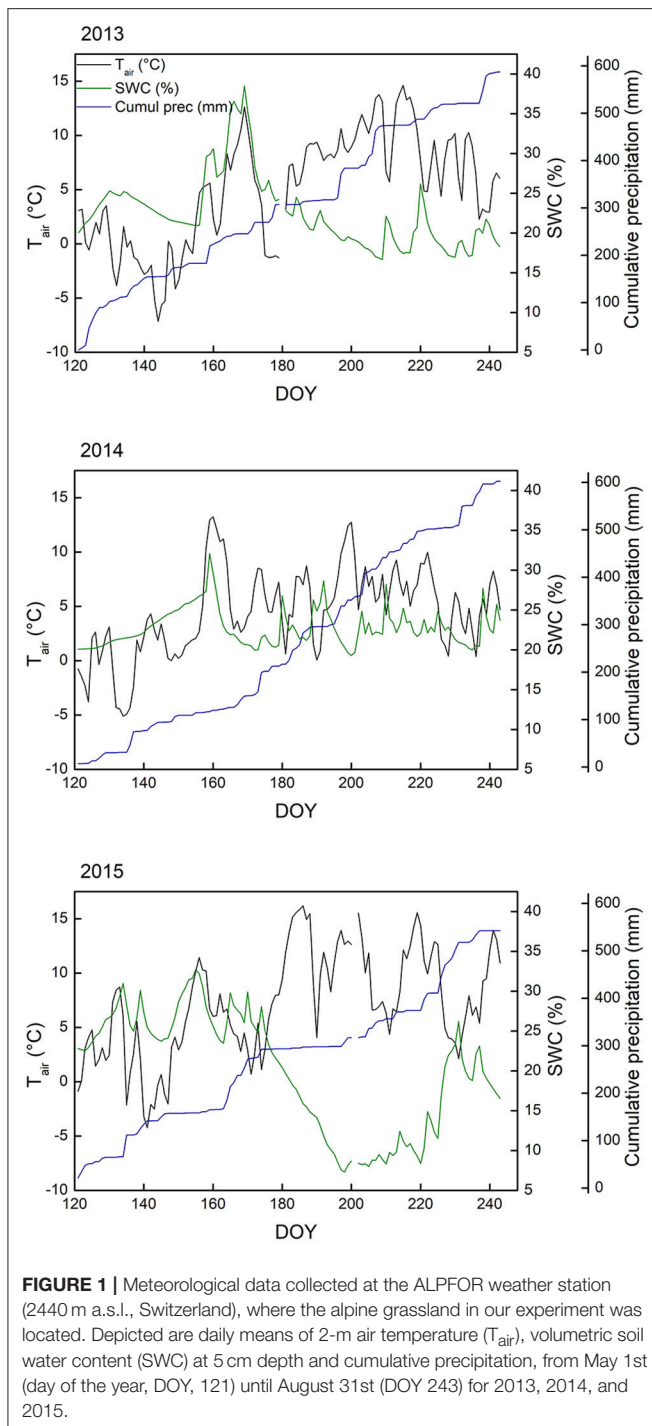 2013
T_air (°C)
SWC (%)
Cumul prec (mm)
T_air (°C)
15
10
5
0
-5
-10
40
35
30
25
20
15
10
5
SWC (%)
600
500
400
300
200
100
0
Cumulative precipitation (mm)
120 140 160 180 200 220 240
DOY
2014
T_air (°C)
15
10
5
0
-5
-10
40
35
30
25
20
15
10
5
SWC (%)
600
500
400
300
200
100
0
Cumulative precipitation (mm)
120 140 160 180 200 220 240
DOY
2015
T_air (°C)
15
10
5
0
-5
-10
40
35
30
25
20
15
10
5
SWC (%)
600
500
400
300
200
100
0
Cumulative precipitation (mm)
120 140 160 180 200 220 240
DOY
FIGURE 1 | Meteorological data collected at the ALPFOR weather station
(2440 m a.s.l., Switzerland), where the alpine grassland in our experiment was
located. Depicted are daily means of 2-m air temperature (T_air), volumetric soil
water content (SWC) at 5 cm depth and cumulative precipitation, from May 1st
(day of the year, DOY, 121) until August 31st (DOY 243) for 2013, 2014, and
2015.